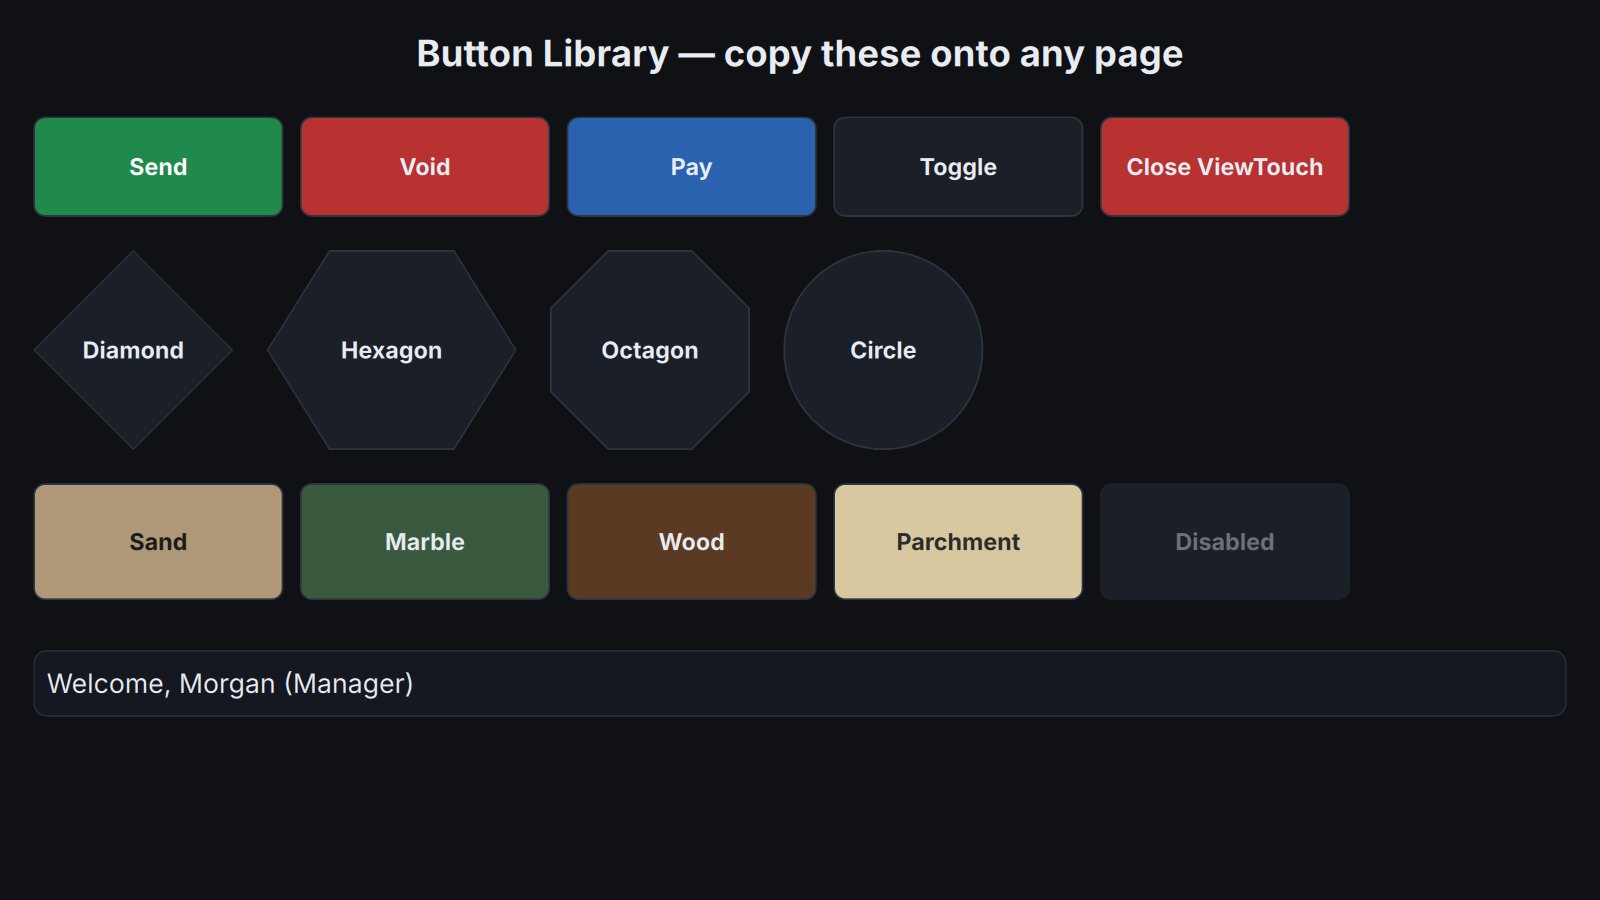 Button Library — copy these onto any page
Send
Void
Pay
Toggle
Close ViewTouch
Diamond
Hexagon
Octagon
Circle
Sand
Marble
Wood
Parchment
Disabled
Welcome, Morgan (Manager)